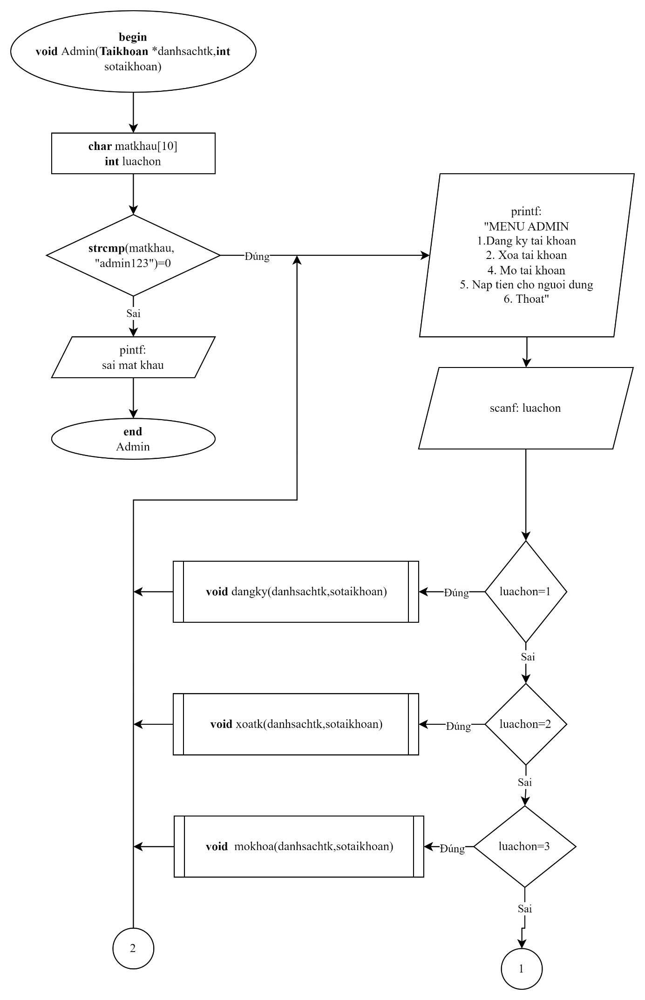 begin
void Admin(Taikhoan *danhsachtk,int
sotaikhoan)
char matkhau[10]
int luachon
strcmp(matkhau,
"admin123")=0
Đúng
Sai
pintf:
sai mat khau
end
Admin
printf:
"MENU ADMIN
1.Dang ky tai khoan
2. Xoa tai khoan
4. Mo tai khoan
5. Nap tien cho nguoi dung
6. Thoat"
scanf: luachon
luachon=1
Đúng
void dangky(danhsachtk,sotaikhoan)
Sai
luachon=2
Đúng
void xoatk(danhsachtk,sotaikhoan)
Sai
luachon=3
Đúng
void  mokhoa(danhsachtk,sotaikhoan)
Sai
2
1